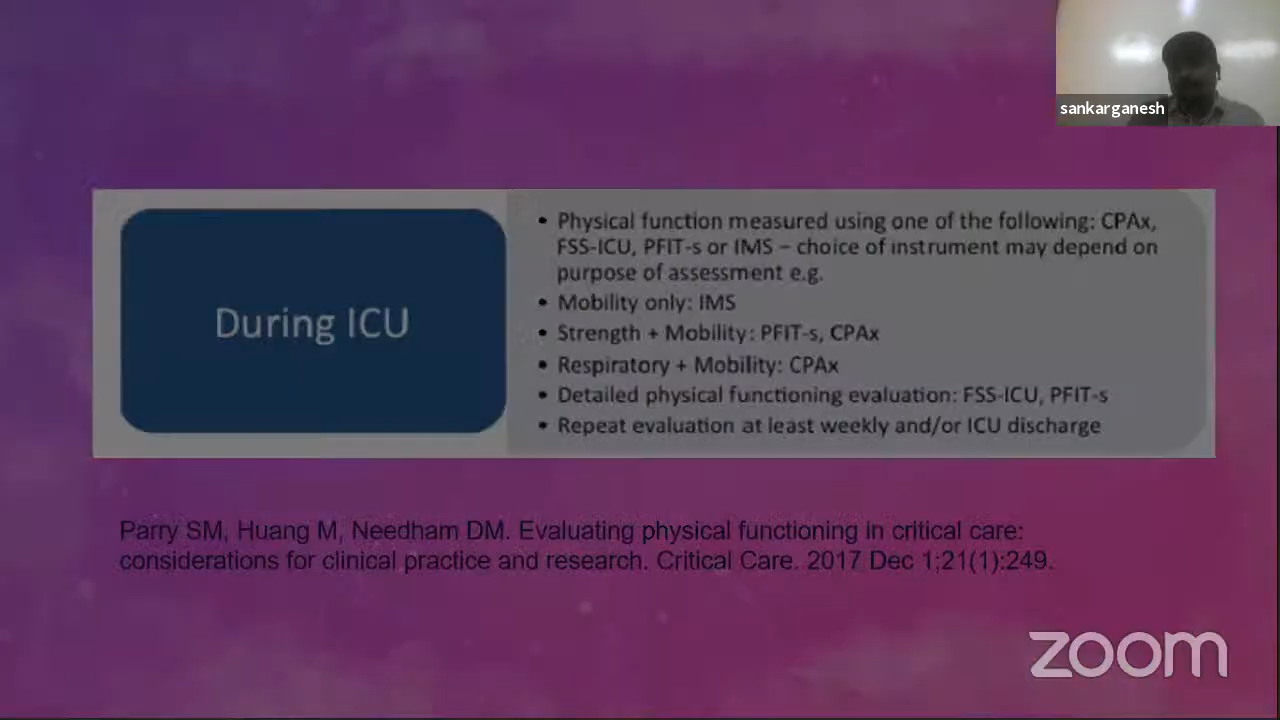 sankarganesh
During ICU
• Physical function measured using one of the following: CPAx,
FSS-ICU, PFIT-s or IMS – choice of instrument may depend on
purpose of assessment e.g.
• Mobility only: IMS
• Strength + Mobility: PFIT-s, CPAx
• Respiratory + Mobility: CPAx
• Detailed physical functioning evaluation: FSS-ICU, PFIT-s
• Repeat evaluation at least weekly and/or ICU discharge
Parry SM, Huang M, Needham DM. Evaluating physical functioning in critical care:
considerations for clinical practice and research. Critical Care. 2017 Dec 1;21(1):249.
zoom